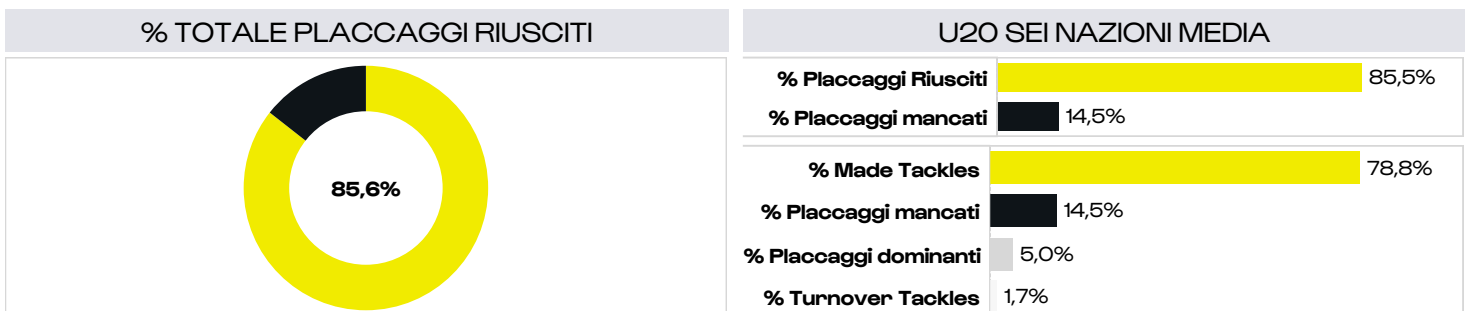 % TOTALE PLACCAGGI RIUSCITI
85,6%
U20 SEI NAZIONI MEDIA
% Placcaggi Riusciti 85,5%
% Placcaggi mancati 14,5%
% Made Tackles 78,8%
% Placcaggi mancati 14,5%
% Placcaggi dominanti 5,0%
% Turnover Tackles 1,7%